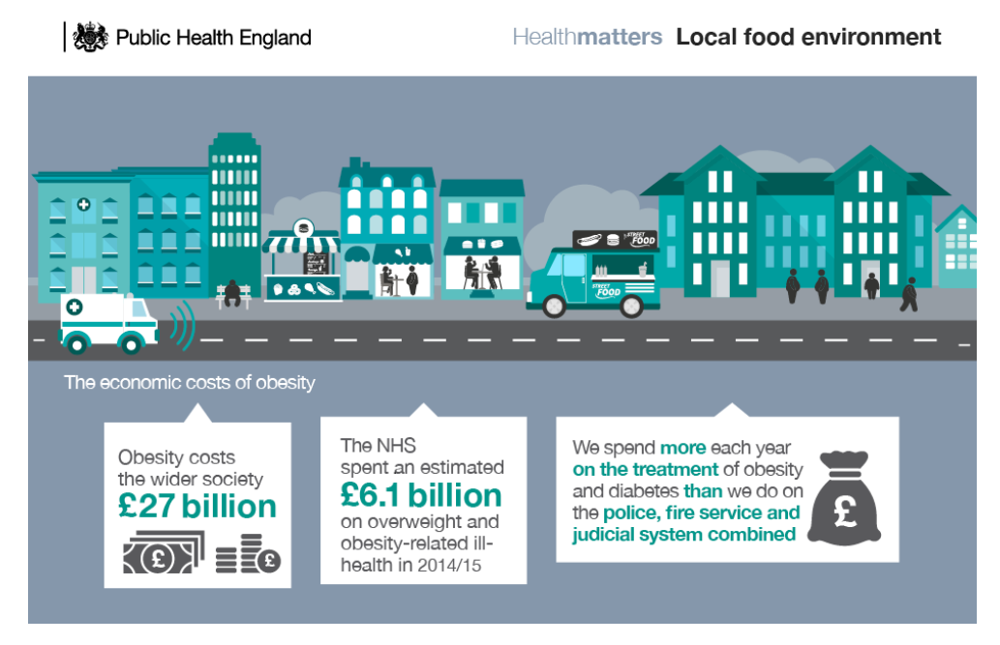 Public Health England
Healthmatters Local food environment
STREET
FOOD
STREET
FOOD
The economic costs of obesity
Obesity costs
the wider society
£27 billion
£
£
The NHS
spent an estimated
£6.1 billion
on overweight and
obesity-related ill-
health in 2014/15
We spend more each year
on the treatment of obesity
and diabetes than we do on
the police, fire service and
judicial system combined
£